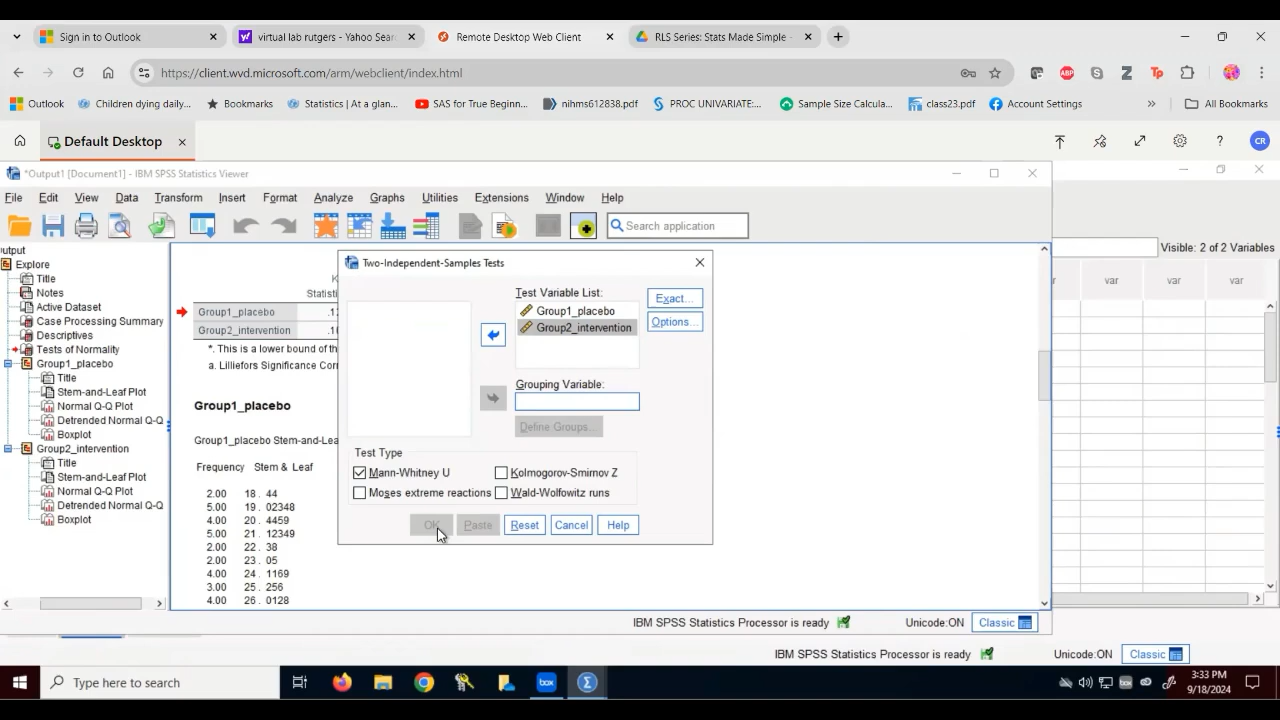 Sign in to Outlook
virtual lab rutgers - Yahoo Sear
Remote Desktop Web Client
RLS Series: Stats Made Simple -
https://client.wvd.microsoft.com/arm/webclient/index.html
Outlook
Children dying daily...
Bookmarks
Statistics | At a glan...
SAS for True Beginn...
nihms612838.pdf
PROC UNIVARIATE:...
Sample Size Calcula...
class23.pdf
Account Settings
All Bookmarks
Default Desktop
CR
*Output1 [Document1] - IBM SPSS Statistics Viewer
File Edit View Data Transform Insert Format Analyze Graphs Utilities Extensions Window Help
Search application
Visible: 2 of 2 Variables
var var var var
utput
Explore
Title
Notes
Active Dataset
Case Processing Summary
Descriptives
Tests of Normality
Group1_placebo
Title
Stem-and-Leaf Plot
Normal Q-Q Plot
Detrended Normal Q-Q
Boxplot
Group2_intervention
Title
Stem-and-Leaf Plot
Normal Q-Q Plot
Detrended Normal Q-Q
Boxplot
K
Statisti
Group1_placebo .12
Group2_intervention .10
*. This is a lower bound of th
a. Lilliefors Significance Corr
Group1_placebo
Group1_placebo Stem-and-Lea
Frequency Stem & Leaf
2.00 18 . 44
5.00 19 . 02348
4.00 20 . 4459
5.00 21 . 12349
2.00 22 . 38
2.00 23 . 05
4.00 24 . 1169
3.00 25 . 256
4.00 26 . 0128
Two-Independent-Samples Tests
Test Variable List:
Group1_placebo
Group2_intervention
Exact...
Options...
Grouping Variable:
Define Groups...
Test Type
Mann-Whitney U
Kolmogorov-Smirnov Z
Moses extreme reactions
Wald-Wolfowitz runs
OK Paste Reset Cancel Help
IBM SPSS Statistics Processor is ready
Unicode:ON
Classic
IBM SPSS Statistics Processor is ready
Unicode:ON
Classic
Type here to search
box
box
3:33 PM
9/18/2024